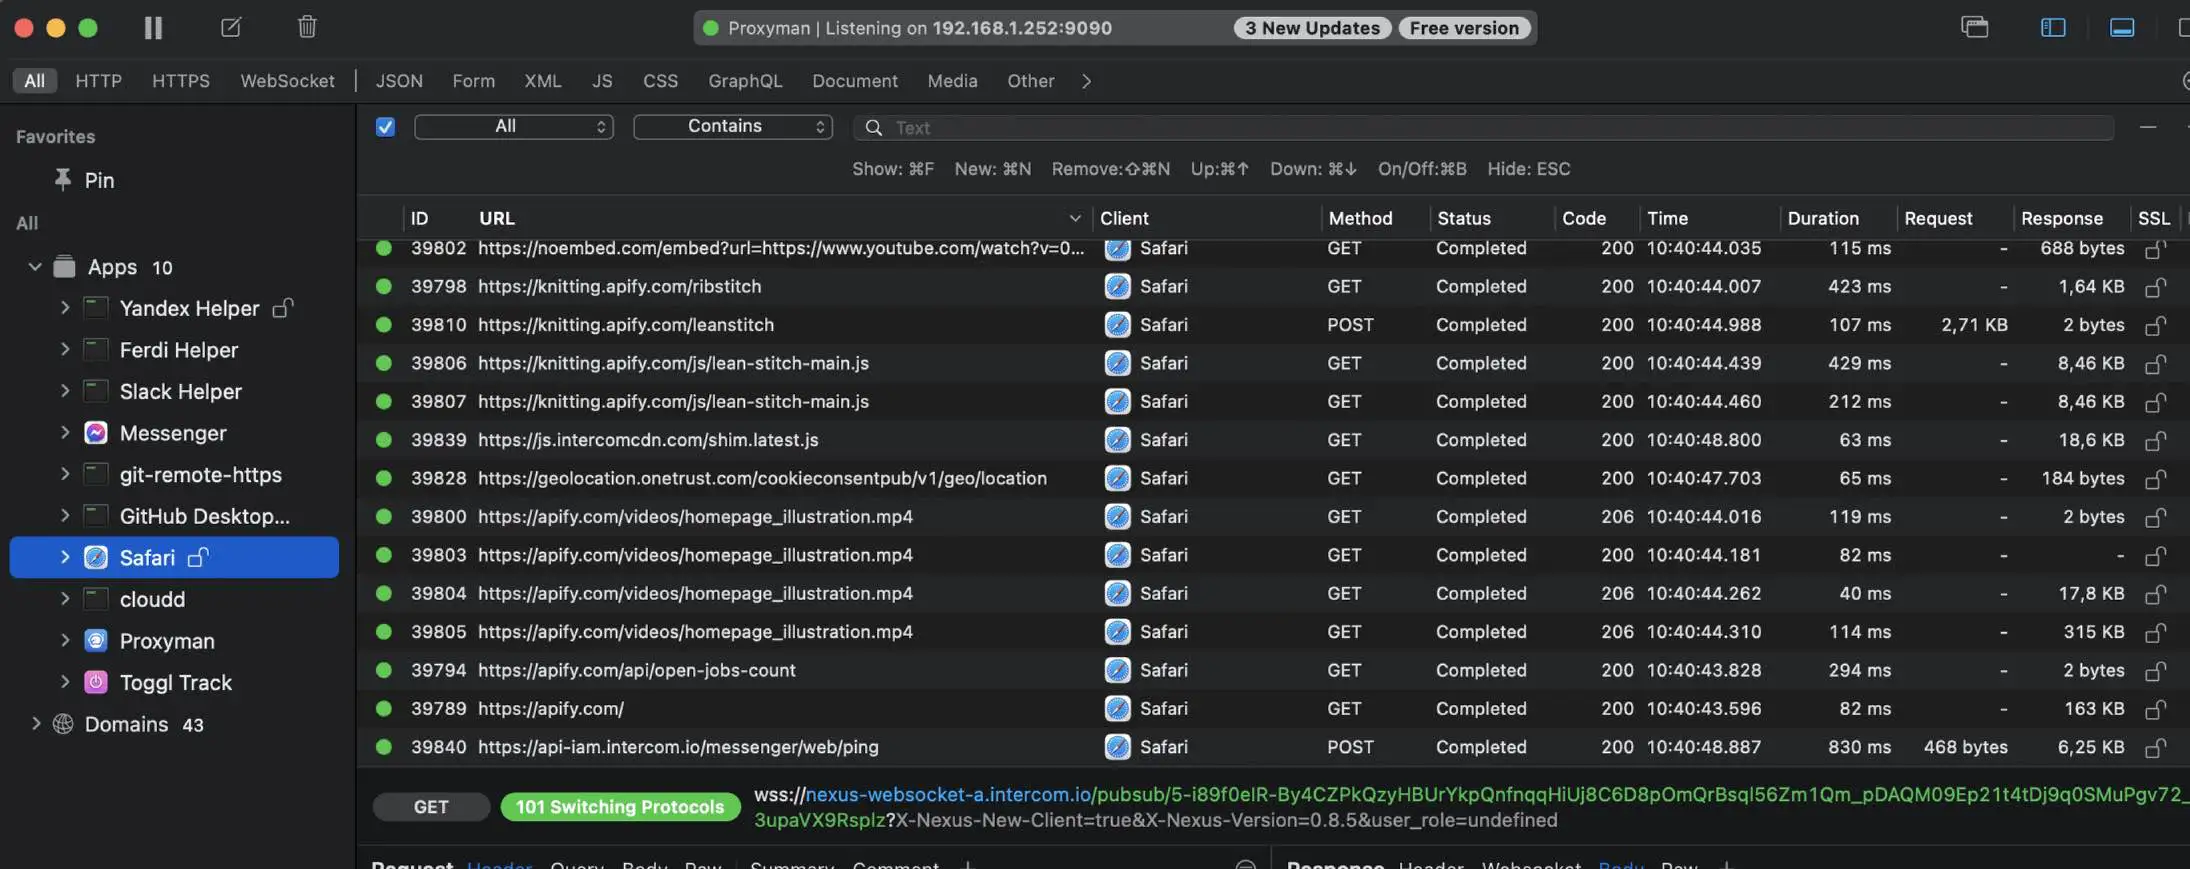 Proxyman | Listening on 192.168.1.252:9090 3 New Updates Free version
All HTTP HTTPS WebSocket JSON Form XML JS CSS GraphQL Document Media Other
Favorites
Pin
All
Apps 10
Yandex Helper
Ferdi Helper
Slack Helper
Messenger
git-remote-https
GitHub Desktop...
Safari
cloudd
Proxyman
Toggl Track
Domains 43
All Contains Text
Show: ⌘F New: ⌘N Remove:⇧⌘N Up:⌘↑ Down: ⌘↓ On/Off:⌘B Hide: ESC
ID URL Client Method Status Code Time Duration Request Response SSL
39802 https://noembed.com/embed?url=https://www.youtube.com/watch?v=0... Safari GET Completed 200 10:40:44.035 115 ms - 688 bytes
39798 https://knitting.apify.com/ribstitch Safari GET Completed 200 10:40:44.007 423 ms - 1,64 KB
39810 https://knitting.apify.com/leanstitch Safari POST Completed 200 10:40:44.988 107 ms 2,71 KB 2 bytes
39806 https://knitting.apify.com/js/lean-stitch-main.js Safari GET Completed 200 10:40:44.439 429 ms - 8,46 KB
39807 https://knitting.apify.com/js/lean-stitch-main.js Safari GET Completed 200 10:40:44.460 212 ms - 8,46 KB
39839 https://js.intercomcdn.com/shim.latest.js Safari GET Completed 200 10:40:48.800 63 ms - 18,6 KB
39828 https://geolocation.onetrust.com/cookieconsentpub/v1/geo/location Safari GET Completed 200 10:40:47.703 65 ms - 184 bytes
39800 https://apify.com/videos/homepage_illustration.mp4 Safari GET Completed 206 10:40:44.016 119 ms - 2 bytes
39803 https://apify.com/videos/homepage_illustration.mp4 Safari GET Completed 200 10:40:44.181 82 ms - -
39804 https://apify.com/videos/homepage_illustration.mp4 Safari GET Completed 206 10:40:44.262 40 ms - 17,8 KB
39805 https://apify.com/videos/homepage_illustration.mp4 Safari GET Completed 206 10:40:44.310 114 ms - 315 KB
39794 https://apify.com/api/open-jobs-count Safari GET Completed 200 10:40:43.828 294 ms - 2 bytes
39789 https://apify.com/ Safari GET Completed 200 10:40:43.596 82 ms - 163 KB
39840 https://api-iam.intercom.io/messenger/web/ping Safari POST Completed 200 10:40:48.887 830 ms 468 bytes 6,25 KB
GET 101 Switching Protocols wss://nexus-websocket-a.intercom.io/pubsub/5-i89f0elR-By4CZPkQzyHBUrYkpQnfnqqHiUj8C6D8pOmQrBsqI56Zm1Qm_pDAQM09Ep21t4tDj9q0SMuPgv72_
3upaVX9RspIz?X-Nexus-New-Client=true&X-Nexus-Version=0.8.5&user_role=undefined
Request Header Query Body Raw Summary Comment + Response Header Websocket Body Raw +